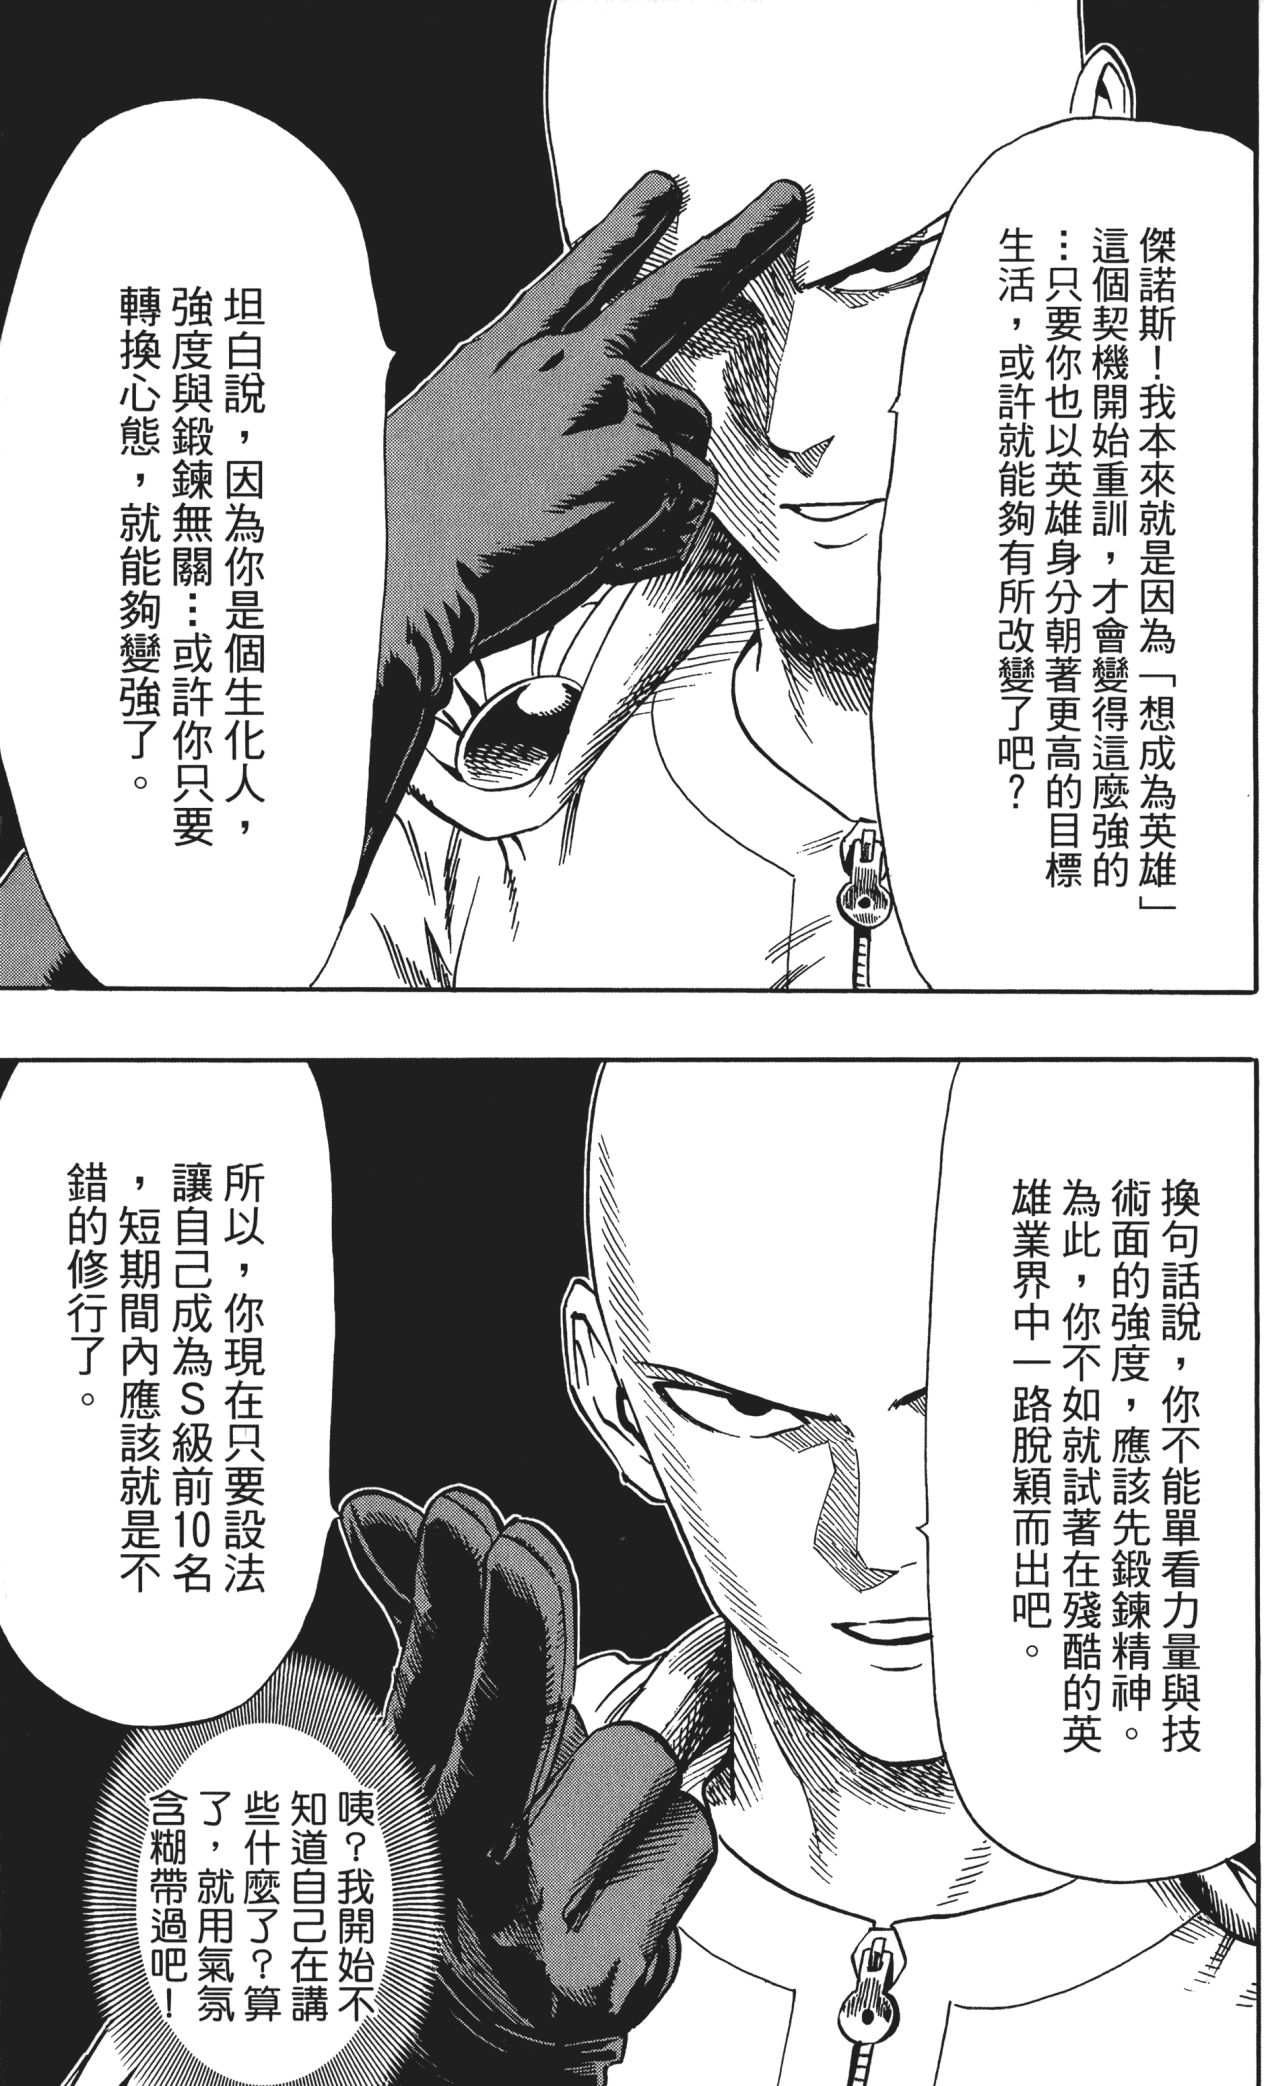 傑諾斯！我本來就是因為「想成為英雄」
這個契機開始重訓，才會變得這麼強的
…只要你也以英雄身分朝著更高的目標
生活，或許就能夠有所改變了吧？
坦白說，因為你是個生化人，
強度與鍛鍊無關…或許你只要
轉換心態，就能夠變強了。
換句話說，你不能單看力量與技
術面的強度，應該先鍛鍊精神。
為此，你不如就試著在殘酷的英
雄業界中一路脫穎而出吧。
所以，你現在只要設法
讓自己成為S級前10名
，短期間內應該就是不
錯的修行了。
咦？我開始不
知道自己在講
些什麼了？算
了，就用氣氛
含糊帶過吧！